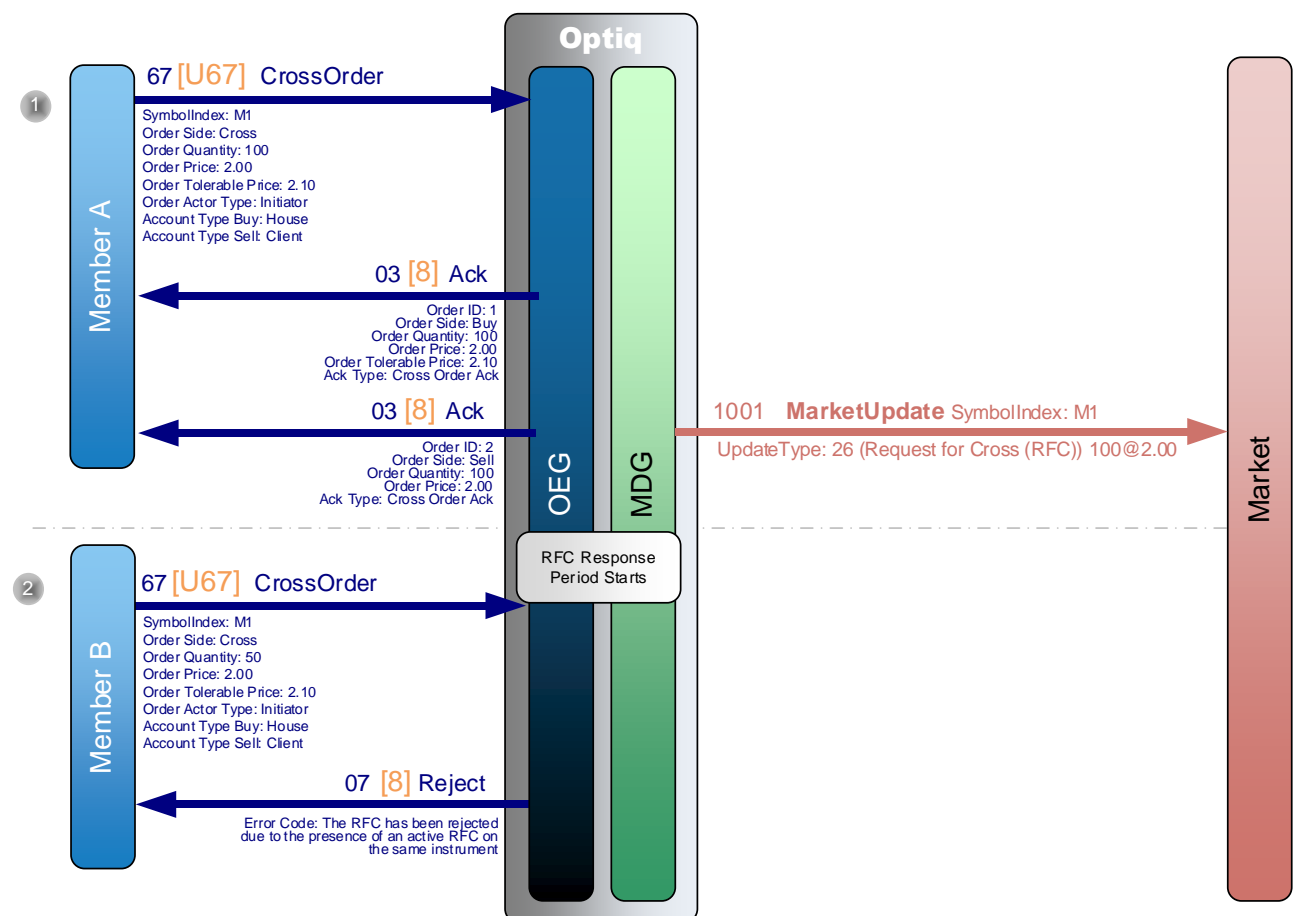 Optiq
1
67 [U67] CrossOrder
SymbolIndex: M1
Order Side: Cross
Order Quantity: 100
Order Price: 2.00
Order Tolerable Price: 2.10
Order Actor Type: Initiator
Account Type Buy: House
Account Type Sell: Client
Member A
03 [8] Ack
Order ID: 1
Order Side: Buy
Order Quantity: 100
Order Price: 2.00
Order Tolerable Price: 2.10
Ack Type: Cross Order Ack
03 [8] Ack
Order ID: 2
Order Side: Sell
Order Quantity: 100
Order Price: 2.00
Ack Type: Cross Order Ack
OEG
MDG
1001 MarketUpdate SymbolIndex: M1
UpdateType: 26 (Request for Cross (RFC)) 100@2.00
Market
RFC Response
Period Starts
2
67 [U67] CrossOrder
SymbolIndex: M1
Order Side: Cross
Order Quantity: 50
Order Price: 2.00
Order Tolerable Price: 2.10
Order Actor Type: Initiator
Account Type Buy: House
Account Type Sell: Client
Member B
07 [8] Reject
Error Code: The RFC has been rejected
due to the presence of an active RFC on
the same instrument